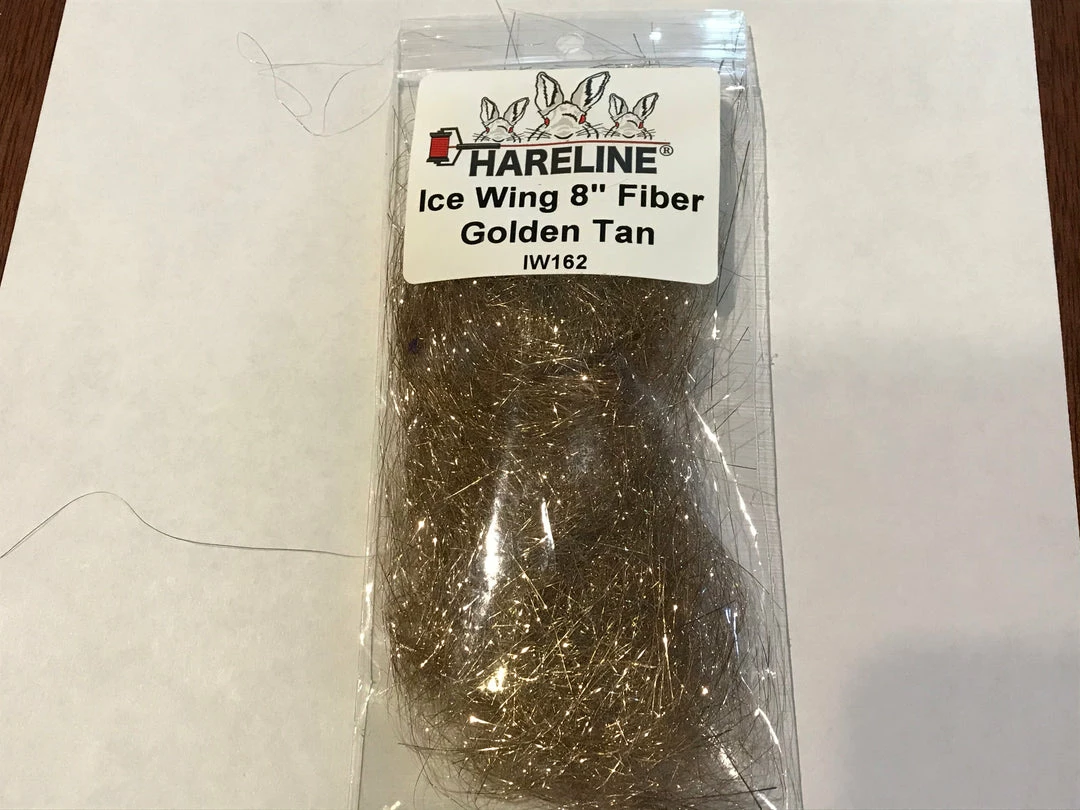 HARELINE®
Ice Wing 8" Fiber
Golden Tan
IW162